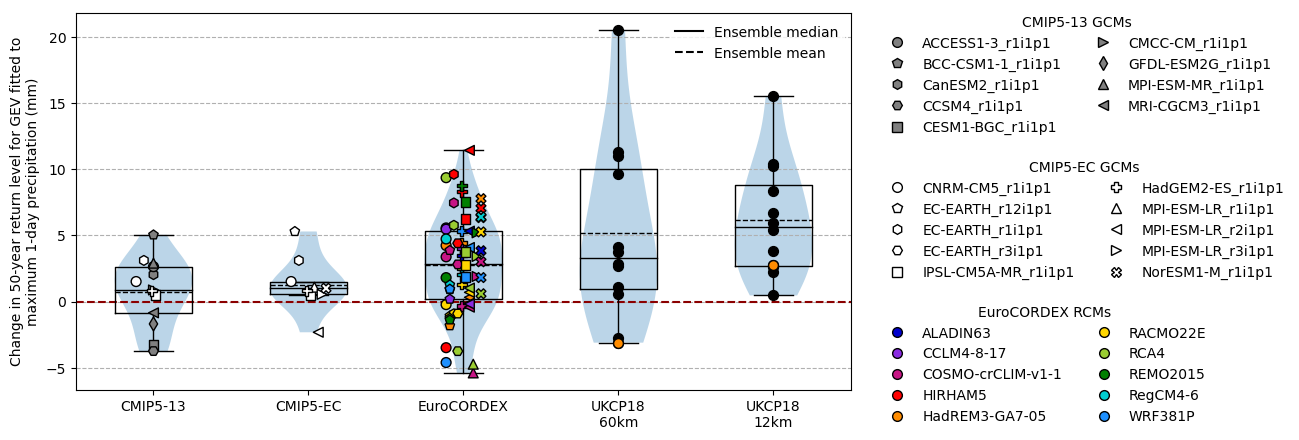 Change in 50-year return level for GEV fitted to
maximum 1-day precipitation (mm)
20
15
10
5
0
−5
Ensemble median
Ensemble mean
CMIP5-13
CMIP5-EC
EuroCORDEX
UKCP18
60km
UKCP18
12km
CMIP5-13 GCMs
ACCESS1-3_r1i1p1
BCC-CSM1-1_r1i1p1
CanESM2_r1i1p1
CCSM4_r1i1p1
CESM1-BGC_r1i1p1
CMCC-CM_r1i1p1
GFDL-ESM2G_r1i1p1
MPI-ESM-MR_r1i1p1
MRI-CGCM3_r1i1p1
CMIP5-EC GCMs
CNRM-CM5_r1i1p1
EC-EARTH_r12i1p1
EC-EARTH_r1i1p1
EC-EARTH_r3i1p1
IPSL-CM5A-MR_r1i1p1
HadGEM2-ES_r1i1p1
MPI-ESM-LR_r1i1p1
MPI-ESM-LR_r2i1p1
MPI-ESM-LR_r3i1p1
NorESM1-M_r1i1p1
EuroCORDEX RCMs
ALADIN63
CCLM4-8-17
COSMO-crCLIM-v1-1
HIRHAM5
HadREM3-GA7-05
RACMO22E
RCA4
REMO2015
RegCM4-6
WRF381P